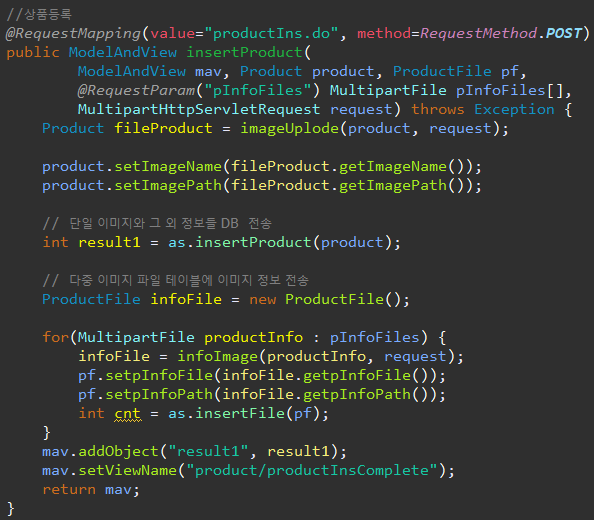 //상품등록
@RequestMapping(value="productIns.do", method=RequestMethod.POST)
public ModelAndView insertProduct(
        ModelAndView mav, Product product, ProductFile pf,
        @RequestParam("pInfoFiles") MultipartFile pInfoFiles[],
        MultipartHttpServletRequest request) throws Exception {
    Product fileProduct = imageUplode(product, request);

    product.setImageName(fileProduct.getImageName());
    product.setImagePath(fileProduct.getImagePath());

    // 단일 이미지와 그 외 정보들 DB 전송
    int result1 = as.insertProduct(product);

    // 다중 이미지 파일 테이블에 이미지 정보 전송
    ProductFile infoFile = new ProductFile();

    for(MultipartFile productInfo : pInfoFiles) {
        infoFile = infoImage(productInfo, request);
        pf.setpInfoFile(infoFile.getpInfoFile());
        pf.setpInfoPath(infoFile.getpInfoPath());
        int cnt = as.insertFile(pf);
    }
    mav.addObject("result1", result1);
    mav.setViewName("product/productInsComplete");
    return mav;
}